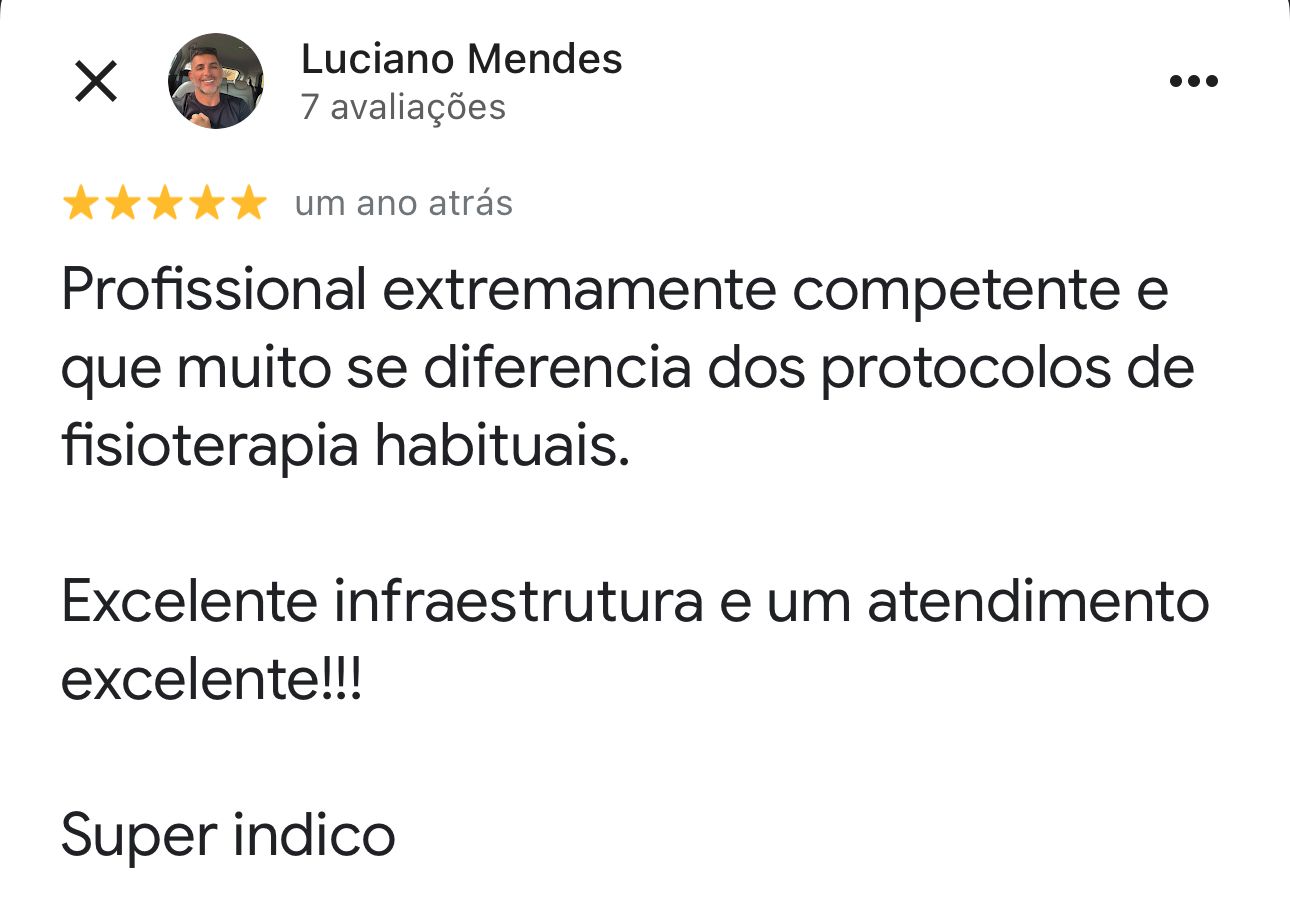 Luciano Mendes
7 avaliações
um ano atrás
Profissional extremamente competente e
que muito se diferencia dos protocolos de
fisioterapia habituais.
Excelente infraestrutura e um atendimento
excelente!!!
Super indico